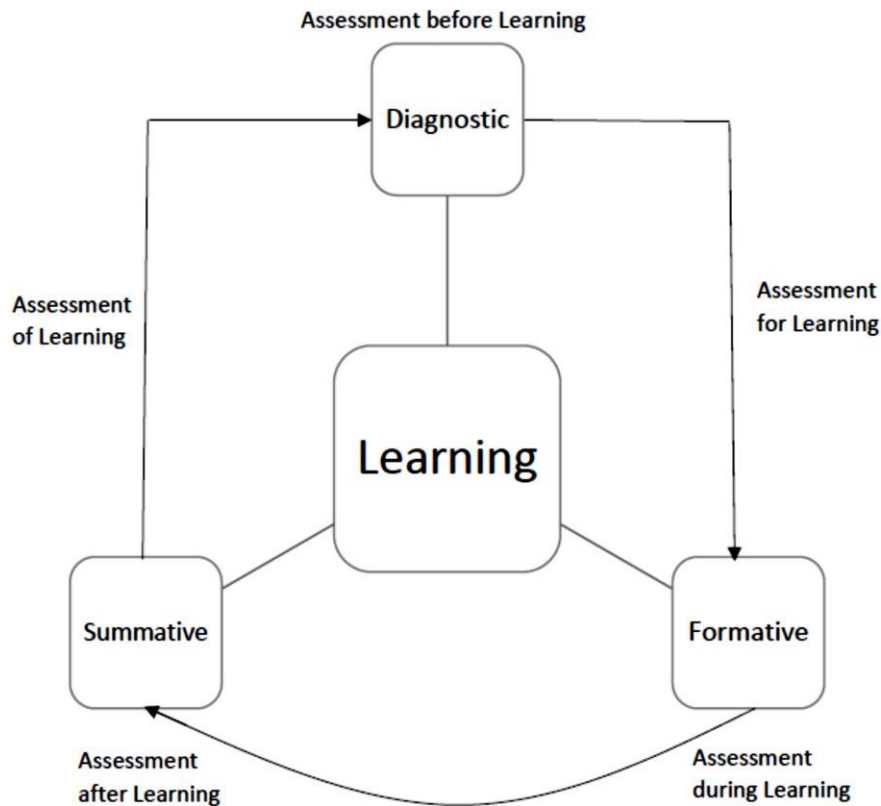 Assessment before Learning
Diagnostic
Assessment
of Learning
Assessment
for Learning
Learning
Summative
Formative
Assessment
after Learning
Assessment
during Learning